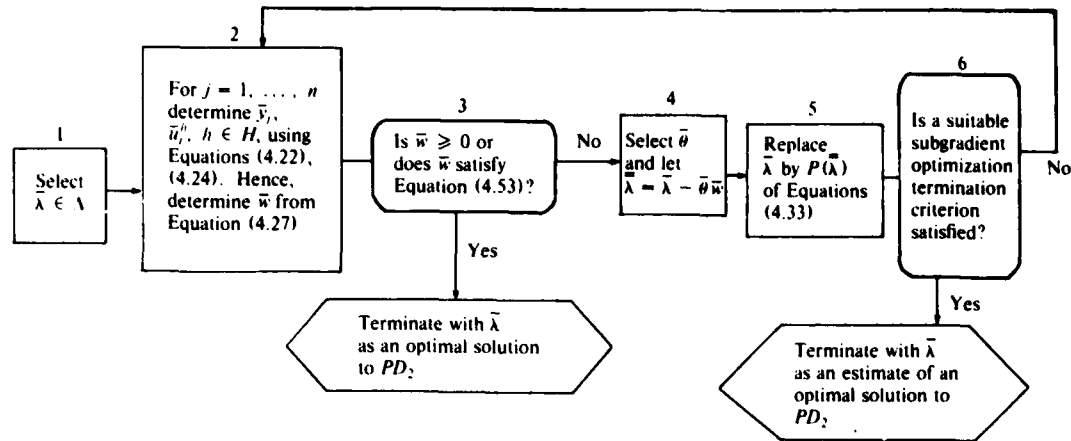 1
Select
λ̄ ∈ Λ
2
For j = 1, . . . , n
determine ȳⱼ,
ūⱼʰ, h ∈ H, using
Equations (4.22),
(4.24). Hence,
determine w̄ from
Equation (4.27)
3
Is w̄ ⩾ 0 or
does w̄ satisfy
Equation (4.53)?
No
Yes
Terminate with λ̄
as an optimal solution
to PD₂
4
Select θ̄
and let
λ̿ = λ̄ − θ̄ w̄
5
Replace
λ̄ by P(λ̿)
of Equations
(4.33)
6
Is a suitable
subgradient
optimization
termination
criterion
satisfied?
No
Yes
Terminate with λ̄
as an estimate of an
optimal solution to
PD₂